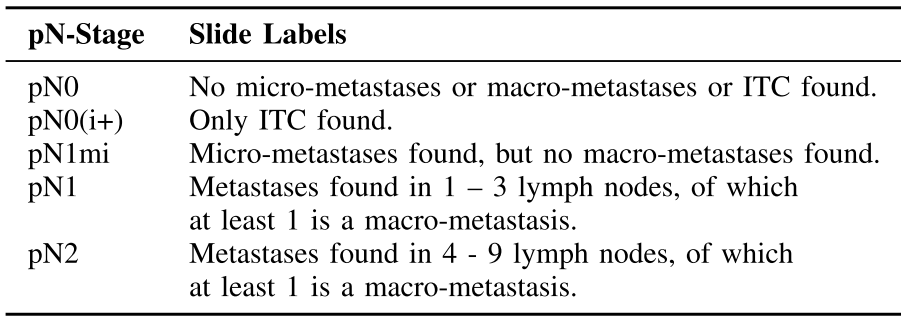 pN-Stage Slide Labels
pN0 No micro-metastases or macro-metastases or ITC found.
pN0(i+) Only ITC found.
pN1mi Micro-metastases found, but no macro-metastases found.
pN1 Metastases found in 1 – 3 lymph nodes, of which
at least 1 is a macro-metastasis.
pN2 Metastases found in 4 - 9 lymph nodes, of which
at least 1 is a macro-metastasis.